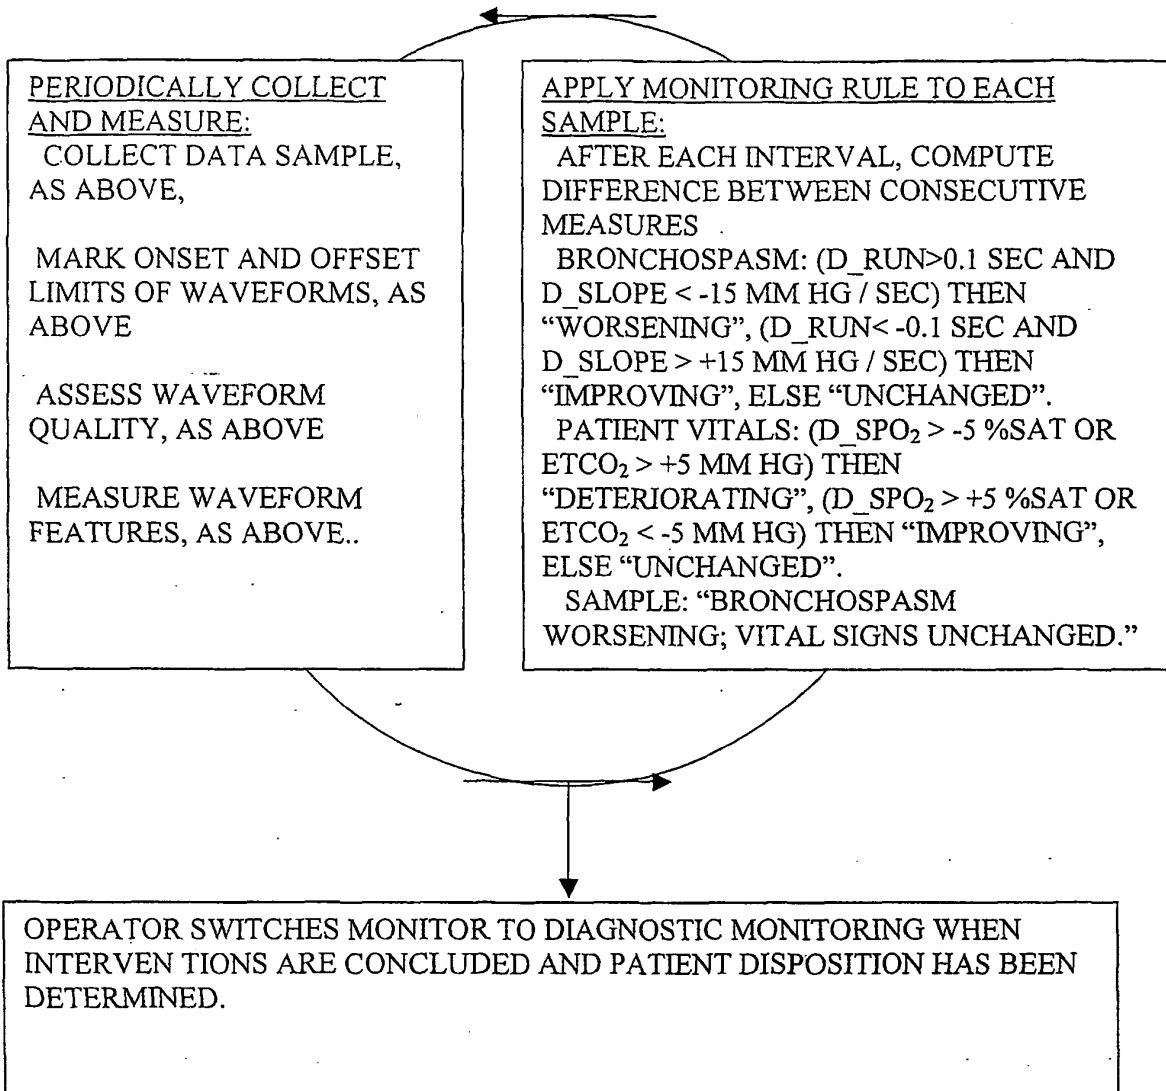 PERIODICALLY COLLECT
AND MEASURE:
COLLECT DATA SAMPLE,
AS ABOVE,
MARK ONSET AND OFFSET
LIMITS OF WAVEFORMS, AS
ABOVE
ASSESS WAVEFORM
QUALITY, AS ABOVE
MEASURE WAVEFORM
FEATURES, AS ABOVE..
APPLY MONITORING RULE TO EACH
SAMPLE:
AFTER EACH INTERVAL, COMPUTE
DIFFERENCE BETWEEN CONSECUTIVE
MEASURES
BRONCHOSPASM: (D_RUN>0.1 SEC AND
D_SLOPE < -15 MM HG / SEC) THEN
“WORSENING”, (D_RUN< -0.1 SEC AND
D_SLOPE > +15 MM HG / SEC) THEN
“IMPROVING”, ELSE “UNCHANGED”.
PATIENT VITALS: (D_SPO₂ > -5 %SAT OR
ETCO₂ > +5 MM HG) THEN
“DETERIORATING”, (D_SPO₂ > +5 %SAT OR
ETCO₂ < -5 MM HG) THEN “IMPROVING”,
ELSE “UNCHANGED”.
SAMPLE: “BRONCHOSPASM
WORSENING; VITAL SIGNS UNCHANGED.”
OPERATOR SWITCHES MONITOR TO DIAGNOSTIC MONITORING WHEN
INTERVEN TIONS ARE CONCLUDED AND PATIENT DISPOSITION HAS BEEN
DETERMINED.